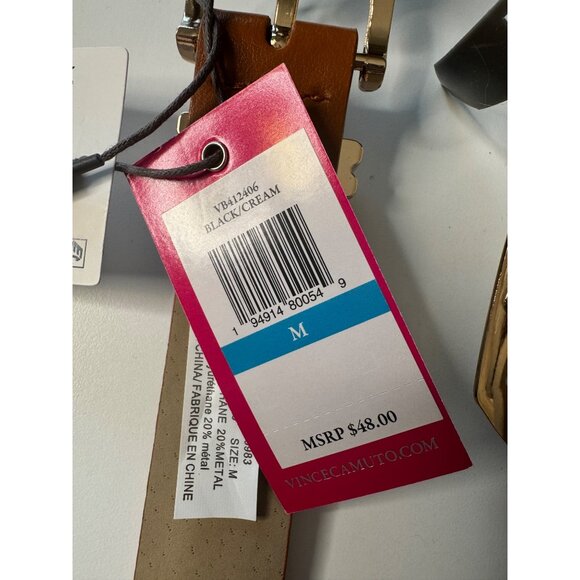 VB412406
BLACK/CREAM
1 94914 80054 9
M
MSRP $48.00
VINCECAMUTO.COM
SIZE: M
20%METAL
20% métal
CHINA/ FABRIQUE EN CHINE